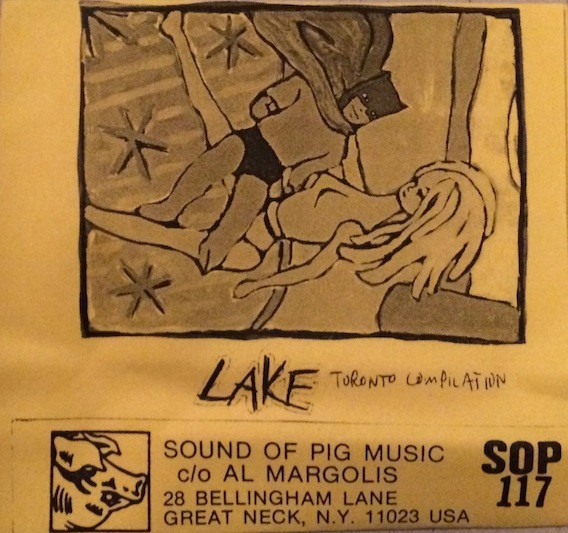 LAKE TORONTO COMPILATION
SOUND OF PIG MUSIC
c/o AL MARGOLIS
28 BELLINGHAM LANE
GREAT NECK, N.Y. 11023 USA
SOP
117